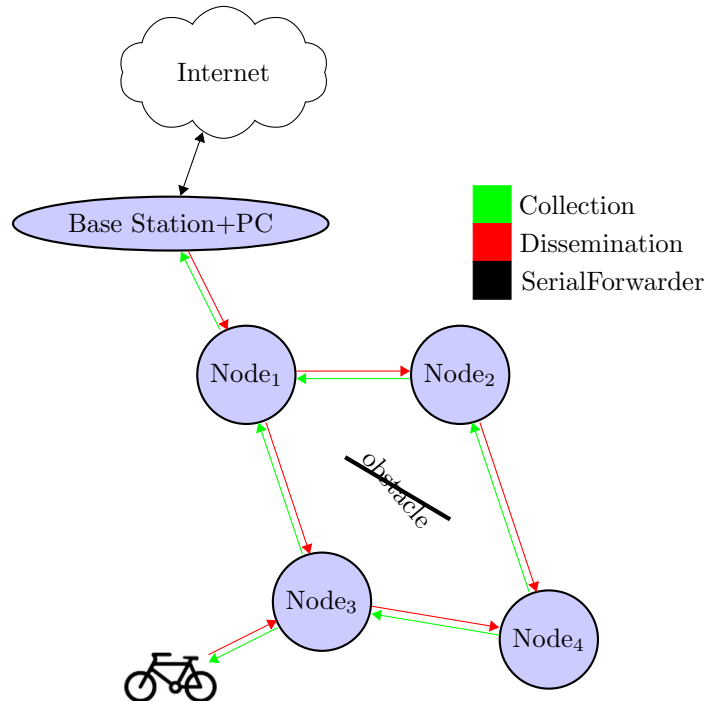 Internet
Base Station+PC
Collection
Dissemination
SerialForwarder
Node₁
Node₂
obstacle
Node₃
Node₄